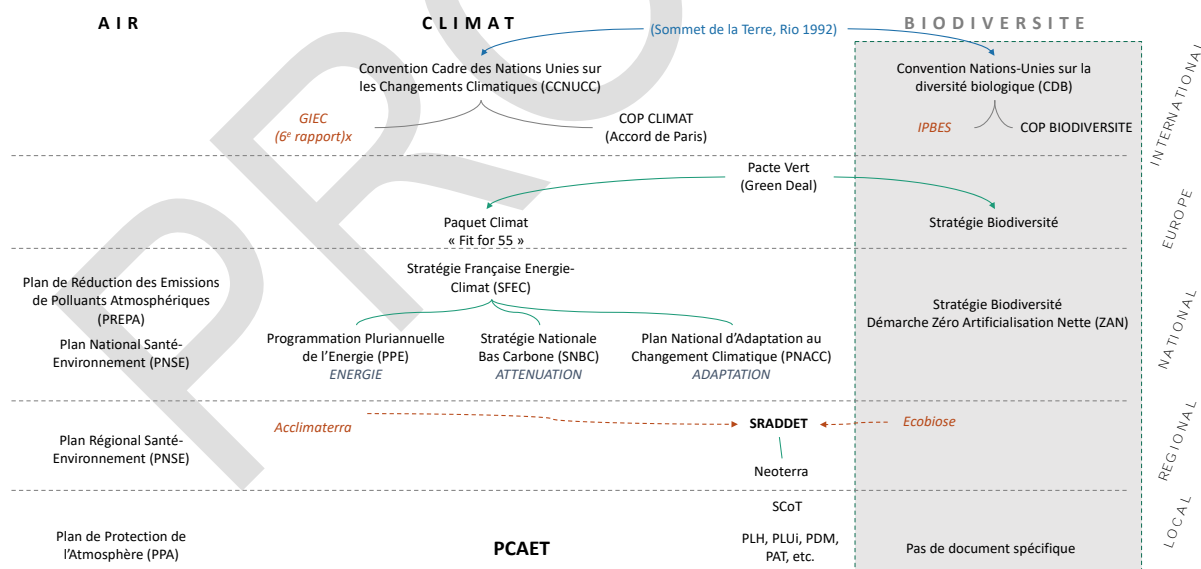 AIR
CLIMAT
BIODIVERSITE
(Sommet de la Terre, Rio 1992)
Convention Cadre des Nations Unies sur
les Changements Climatiques (CCNUCC)
Convention Nations-Unies sur la
diversité biologique (CDB)
GIEC
(6e rapport)x
COP CLIMAT
(Accord de Paris)
IPBES
COP BIODIVERSITE
INTERNATIONAL
Pacte Vert
(Green Deal)
Paquet Climat
« Fit for 55 »
Stratégie Biodiversité
EUROPE
Plan de Réduction des Emissions
de Polluants Atmosphériques
(PREPA)
Plan National Santé-
Environnement (PNSE)
Stratégie Française Energie-
Climat (SFEC)
Programmation Pluriannuelle
de l’Energie (PPE)
ENERGIE
Stratégie Nationale
Bas Carbone (SNBC)
ATTENUATION
Plan National d’Adaptation au
Changement Climatique (PNACC)
ADAPTATION
Stratégie Biodiversité
Démarche Zéro Artificialisation Nette (ZAN)
NATIONAL
Plan Régional Santé-
Environnement (PNSE)
Acclimaterra
SRADDET
Neoterra
Ecobiose
REGIONAL
Plan de Protection de
l’Atmosphère (PPA)
PCAET
SCoT
PLH, PLUi, PDM,
PAT, etc.
Pas de document spécifique
LOCAL
PRO